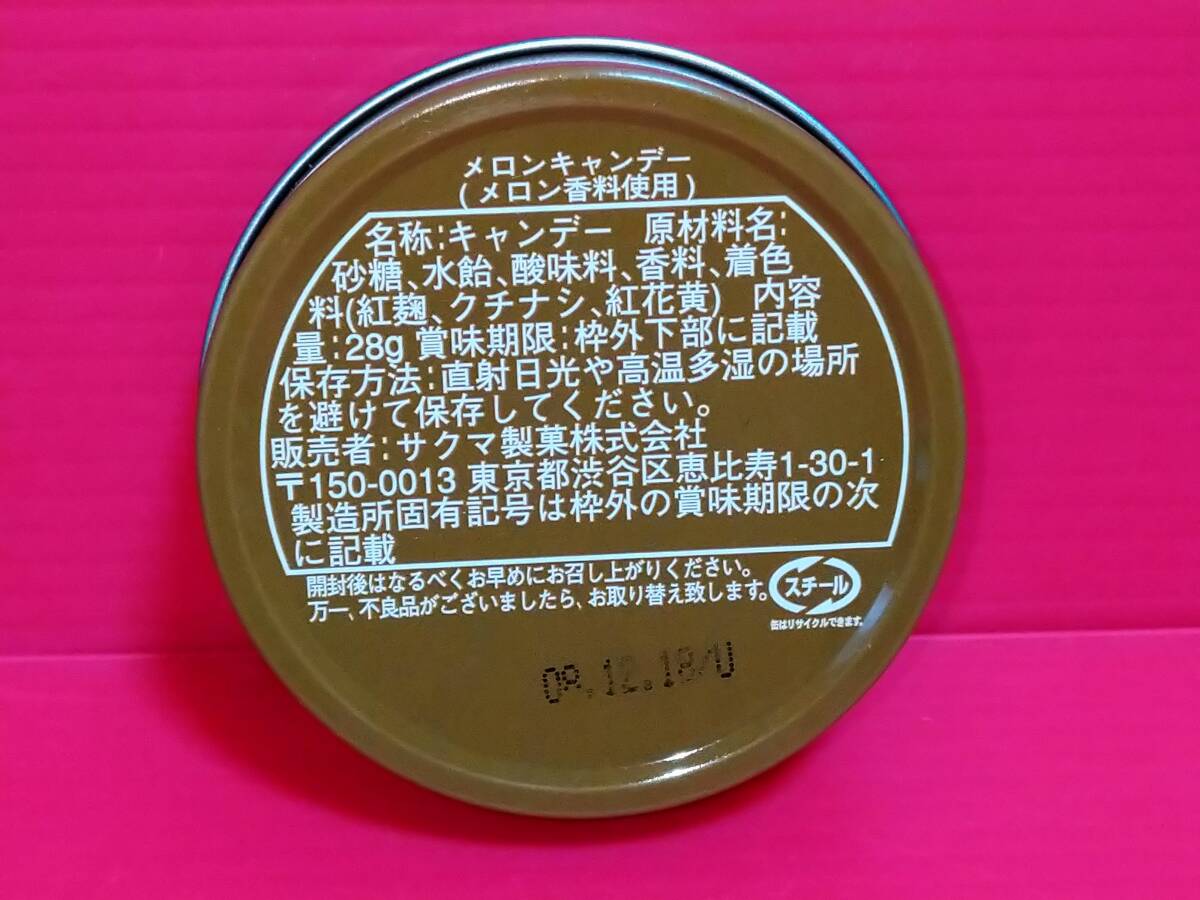 メロンキャンデー
(メロン香料使用)
名称:キャンデー 原材料名:
砂糖、水飴、酸味料、香料、着色
料(紅麹、クチナシ、紅花黄) 内容
量:28g 賞味期限:枠外下部に記載
保存方法:直射日光や高温多湿の場所
を避けて保存してください。
販売者:サクマ製菓株式会社
〒150-0013 東京都渋谷区恵比寿1-30-1
製造所固有記号は枠外の賞味期限の次
に記載
開封後はなるべくお早めにお召し上がりください。
万一、不良品がございましたら、お取り替え致します。
スチール
缶はリサイクルできます。
09.12.18/U